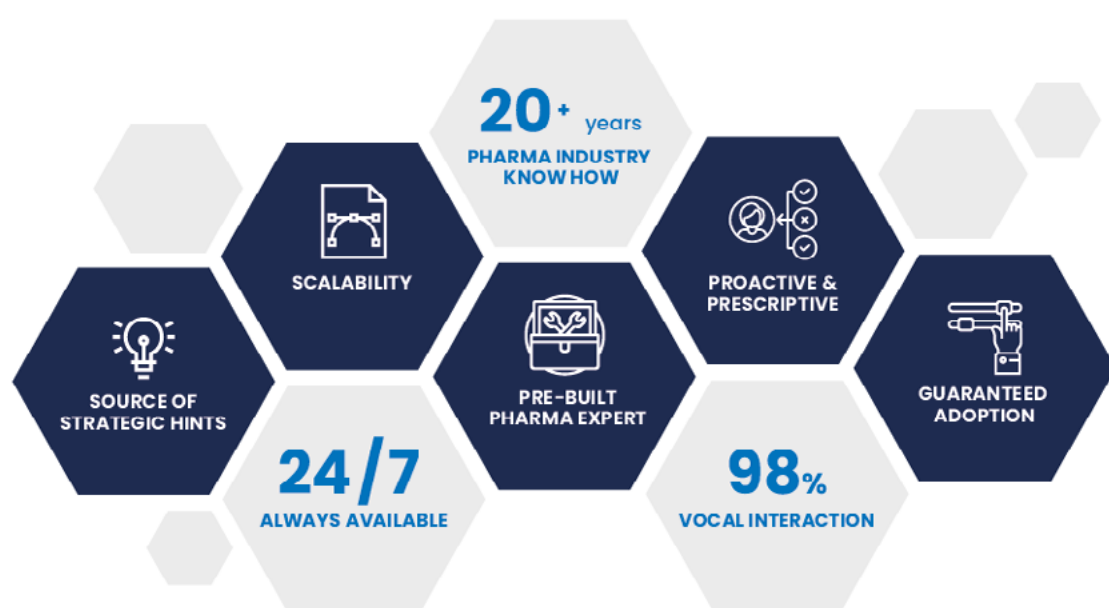 20+ years
PHARMA INDUSTRY
KNOW HOW
SCALABILITY
PROACTIVE &
PRESCRIPTIVE
SOURCE OF
STRATEGIC HINTS
PRE-BUILT
PHARMA EXPERT
GUARANTEED
ADOPTION
24/7
ALWAYS AVAILABLE
98%
VOCAL INTERACTION